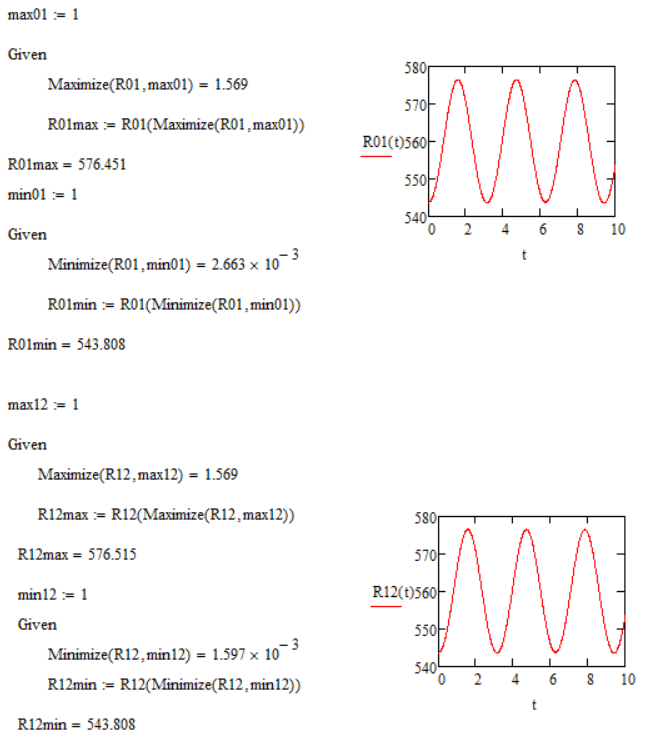 max01 := 1
Given
Maximize(R01,max01) = 1.569
R01max := R01(Maximize(R01,max01))
R01max = 576.451
min01 := 1
Given
Minimize(R01,min01) = 2.663 × 10⁻³
R01min := R01(Minimize(R01,min01))
R01min = 543.808
580
570
R01(t) 560
550
540
0 2 4 6 8 10
t
max12 := 1
Given
Maximize(R12,max12) = 1.569
R12max := R12(Maximize(R12,max12))
R12max = 576.515
min12 := 1
Given
Minimize(R12,min12) = 1.597 × 10⁻³
R12min := R12(Minimize(R12,min12))
R12min = 543.808
580
570
R12(t) 560
550
540
0 2 4 6 8 10
t